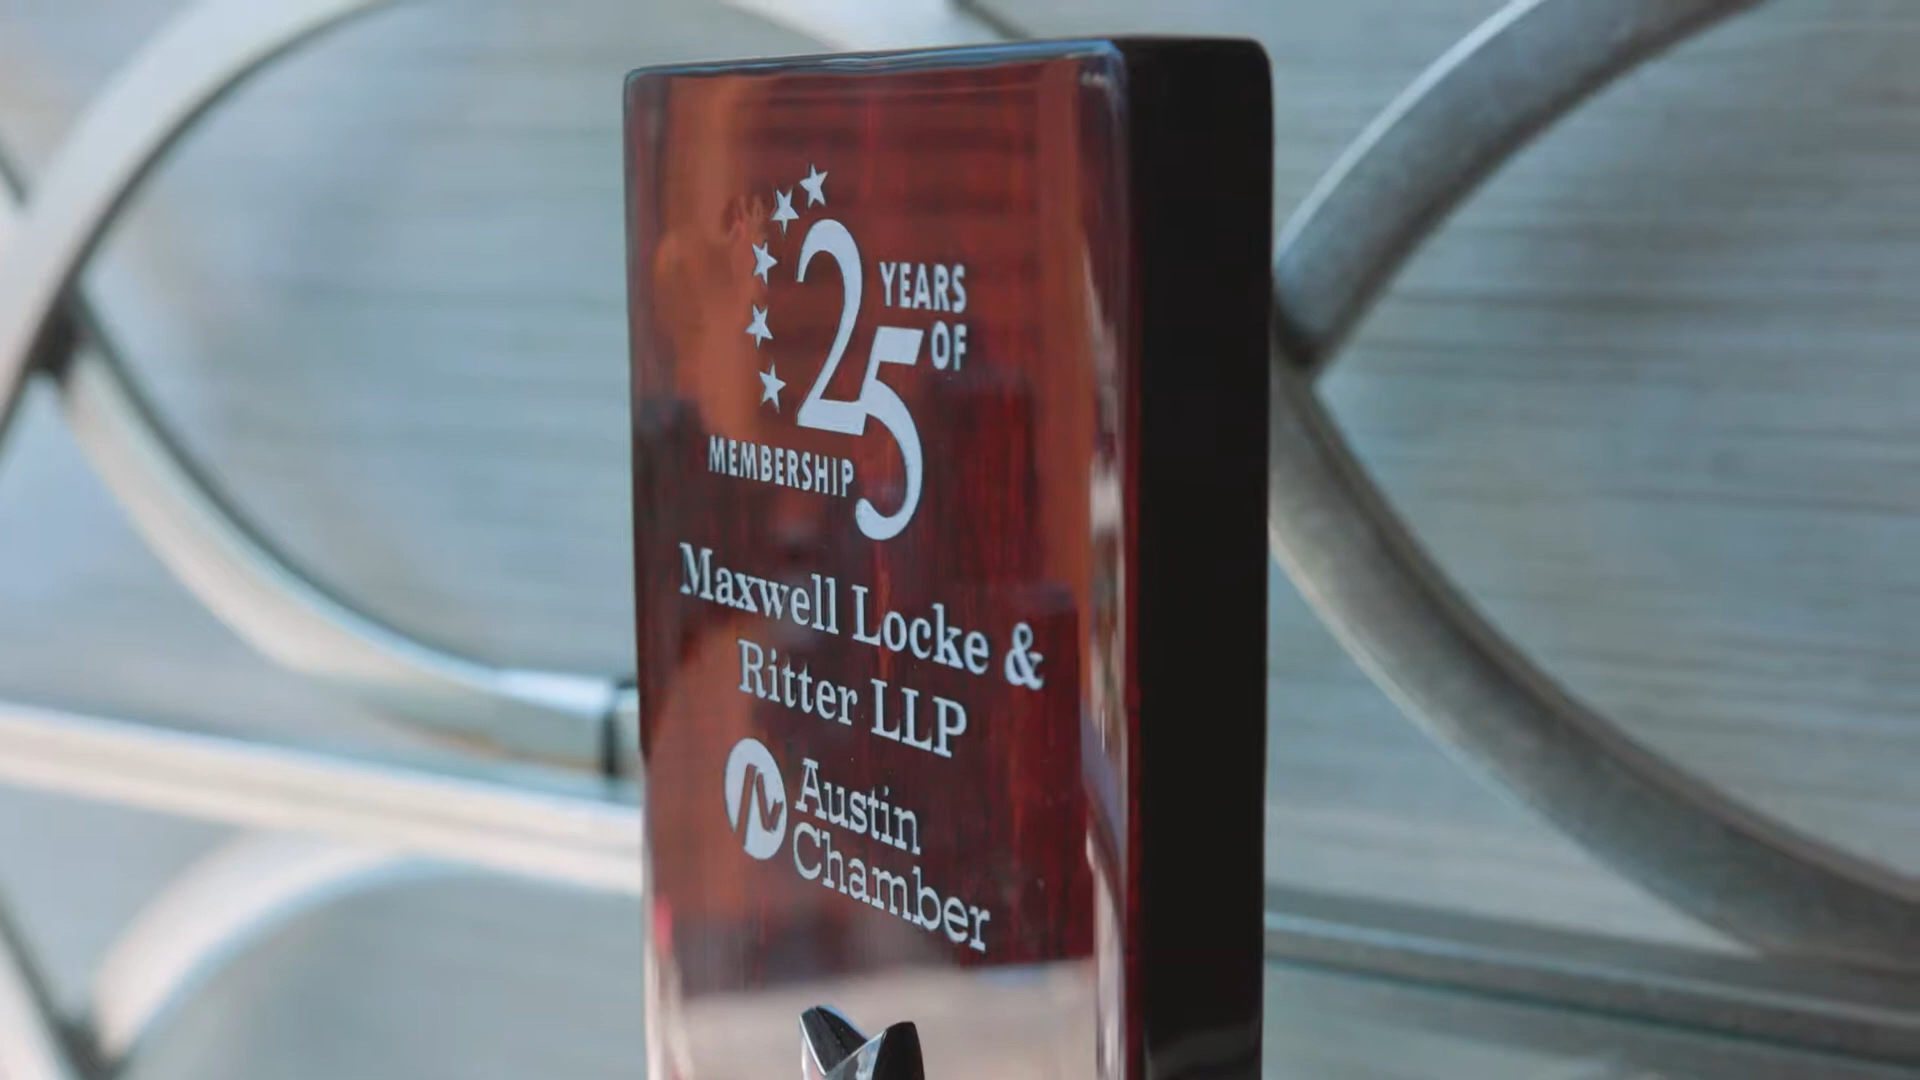 25 YEARS
OF
MEMBERSHIP
Maxwell Locke &
Ritter LLP
Austin
Chamber